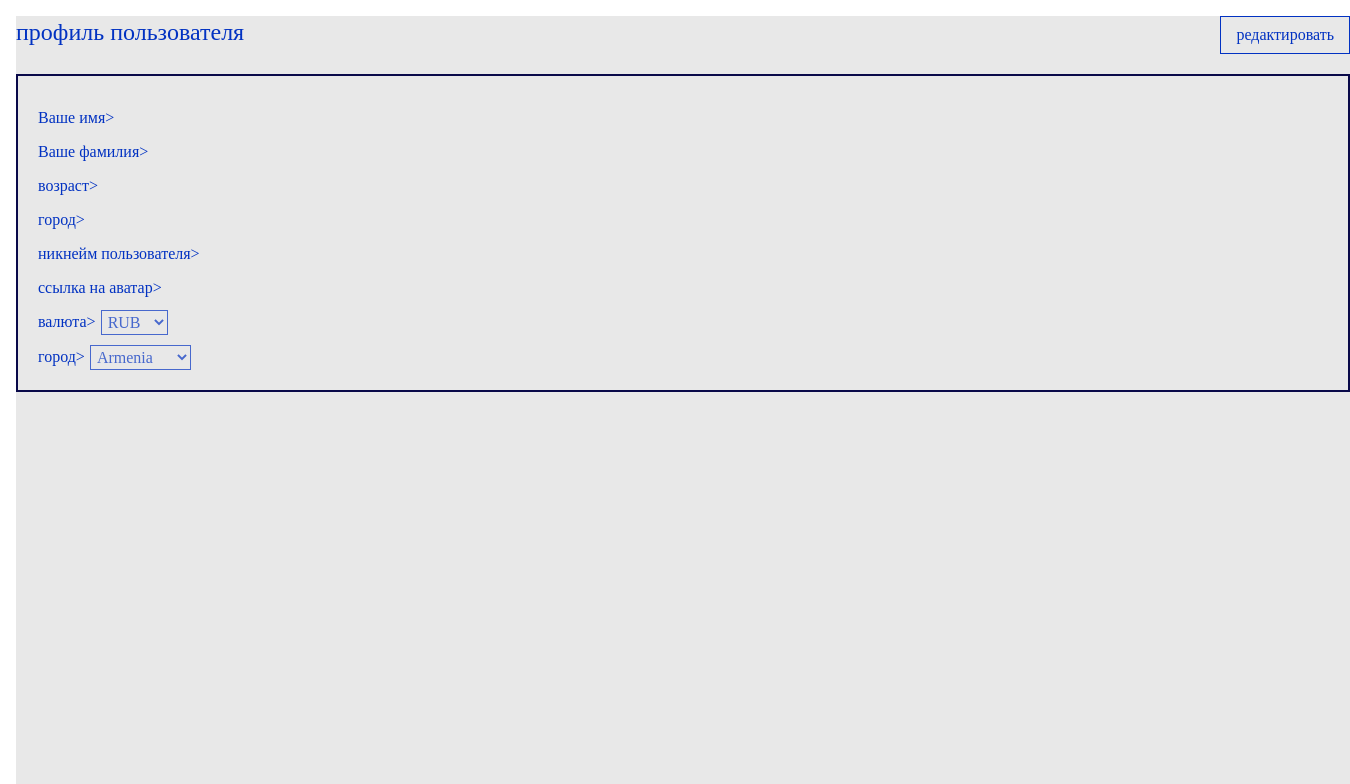 профиль пользователя
редактировать
Ваше имя>
Ваше фамилия>
возраст>
город>
никнейм пользователя>
ссылка на аватар>
валюта> RUB
город> Armenia